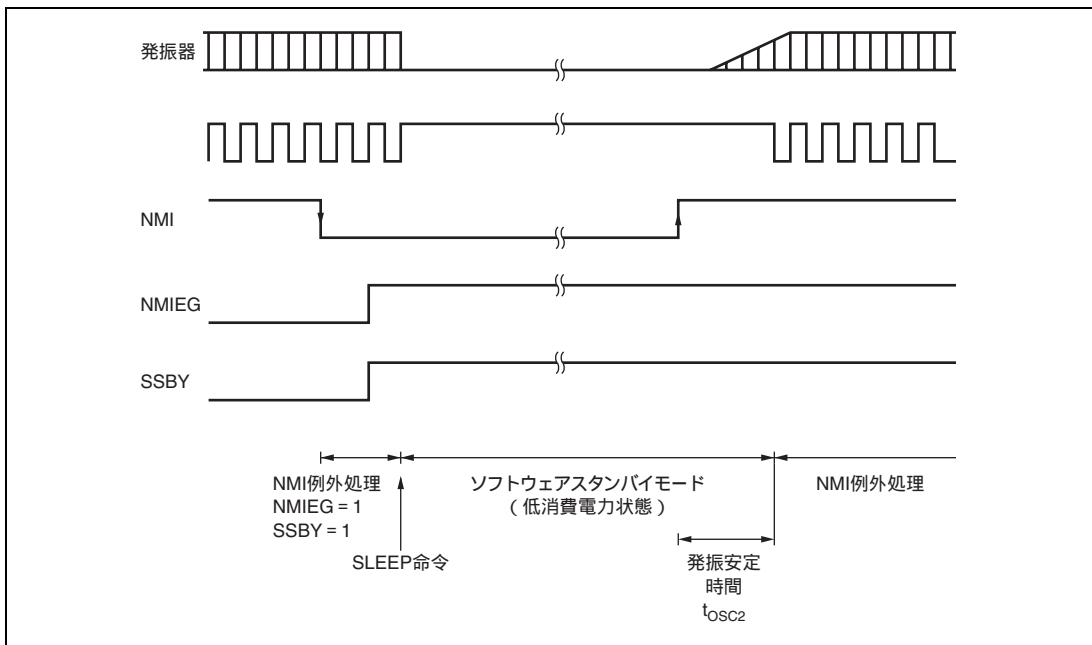 発振器
NMI
NMIEG
SSBY
NMI例外処理
NMIEG = 1
SSBY = 1
SLEEP命令
ソフトウェアスタンバイモード
（低消費電力状態）
NMI例外処理
発振安定
時間
tOSC2